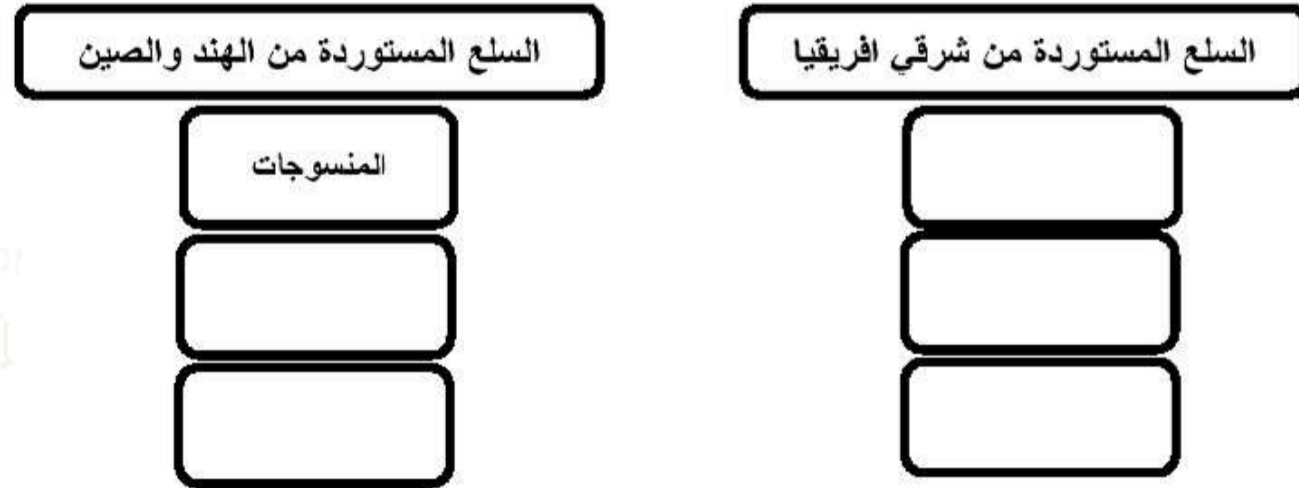 السلع المستوردة من شرقي افريقيا
السلع المستوردة من الهند والصين
المنسوجات